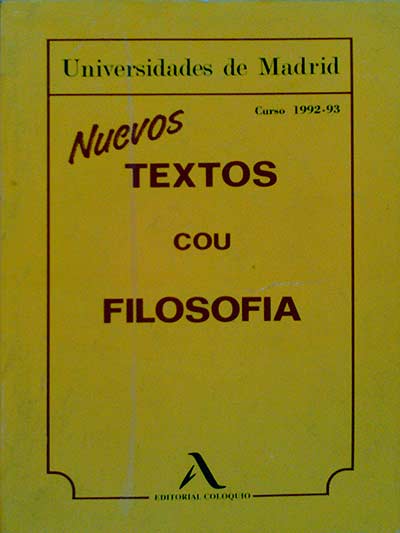 Universidades de Madrid
Curso 1992-93
Nuevos
TEXTOS
COU
FILOSOFIA
EDITORIAL COLOQUIO